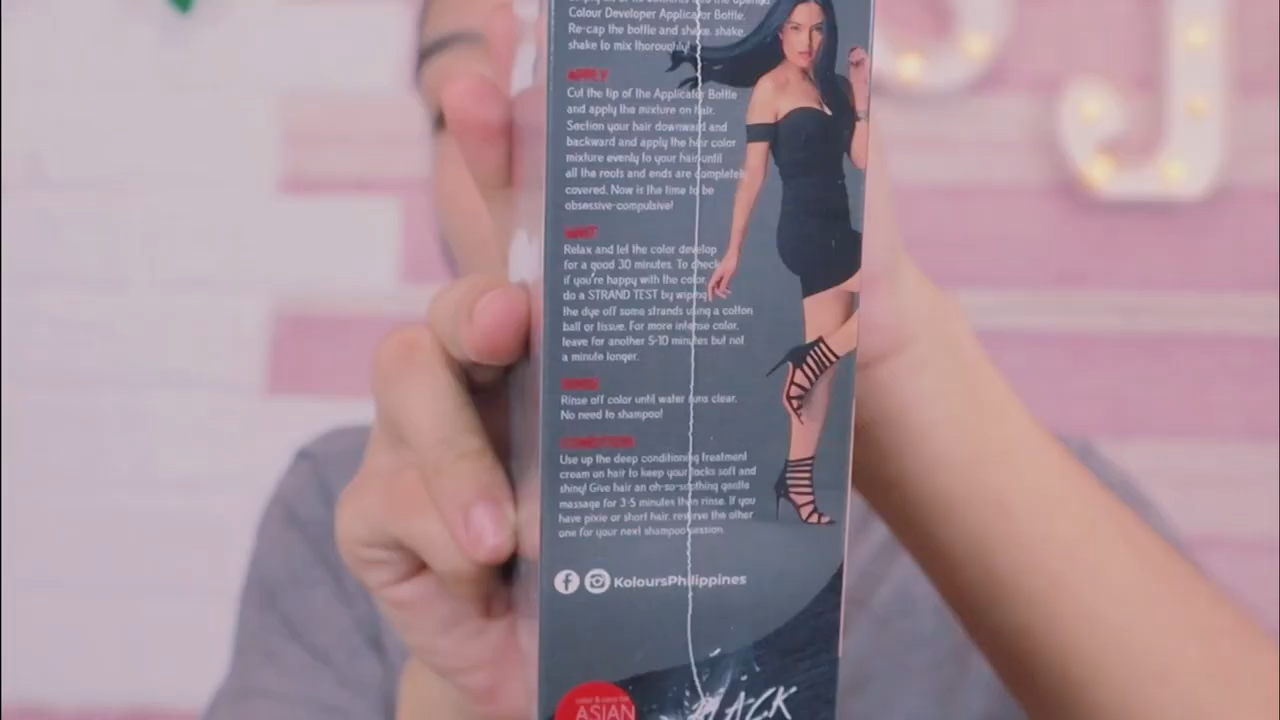 Colour Developer Applicator Bottle.
Re-cap the bottle and shake, shake,
shake to mix thoroughly!
APPLY
Cut the tip of the Applicator Bottle
and apply the mixture on hair.
Section your hair downward and
backward and apply the hair color
mixture evenly to your hair until
all the roots and ends are completely
covered. Now is the time to be
obsessive-compulsive!
WAIT
Relax and let the color develop
for a good 30 minutes. To check
if you're happy with the color,
do a STRAND TEST by wiping
the dye off some strands using a cotton
ball or tissue. For more intense color,
leave for another 5-10 minutes but not
a minute longer.
RINSE
Rinse off color until water runs clear.
No need to shampoo!
CONDITION
Use up the deep conditioning treatment
cream on hair to keep your locks soft and
shiny! Give hair an oh-so-soothing gentle
massage for 3-5 minutes then rinse. If you
have pixie or short hair, reserve the other
one for your next shampoo session.
KoloursPhilippines
ASIAN
BLACK
J